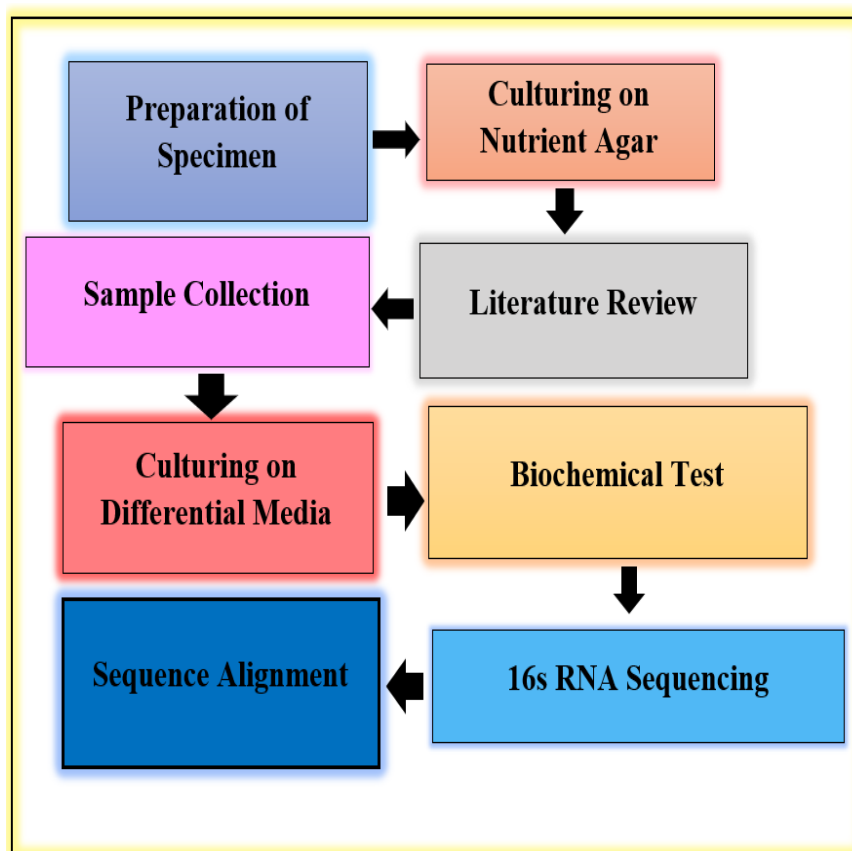 Preparation of
Specimen
Culturing on
Nutrient Agar
Literature Review
Sample Collection
Culturing on
Differential Media
Biochemical Test
16s RNA Sequencing
Sequence Alignment